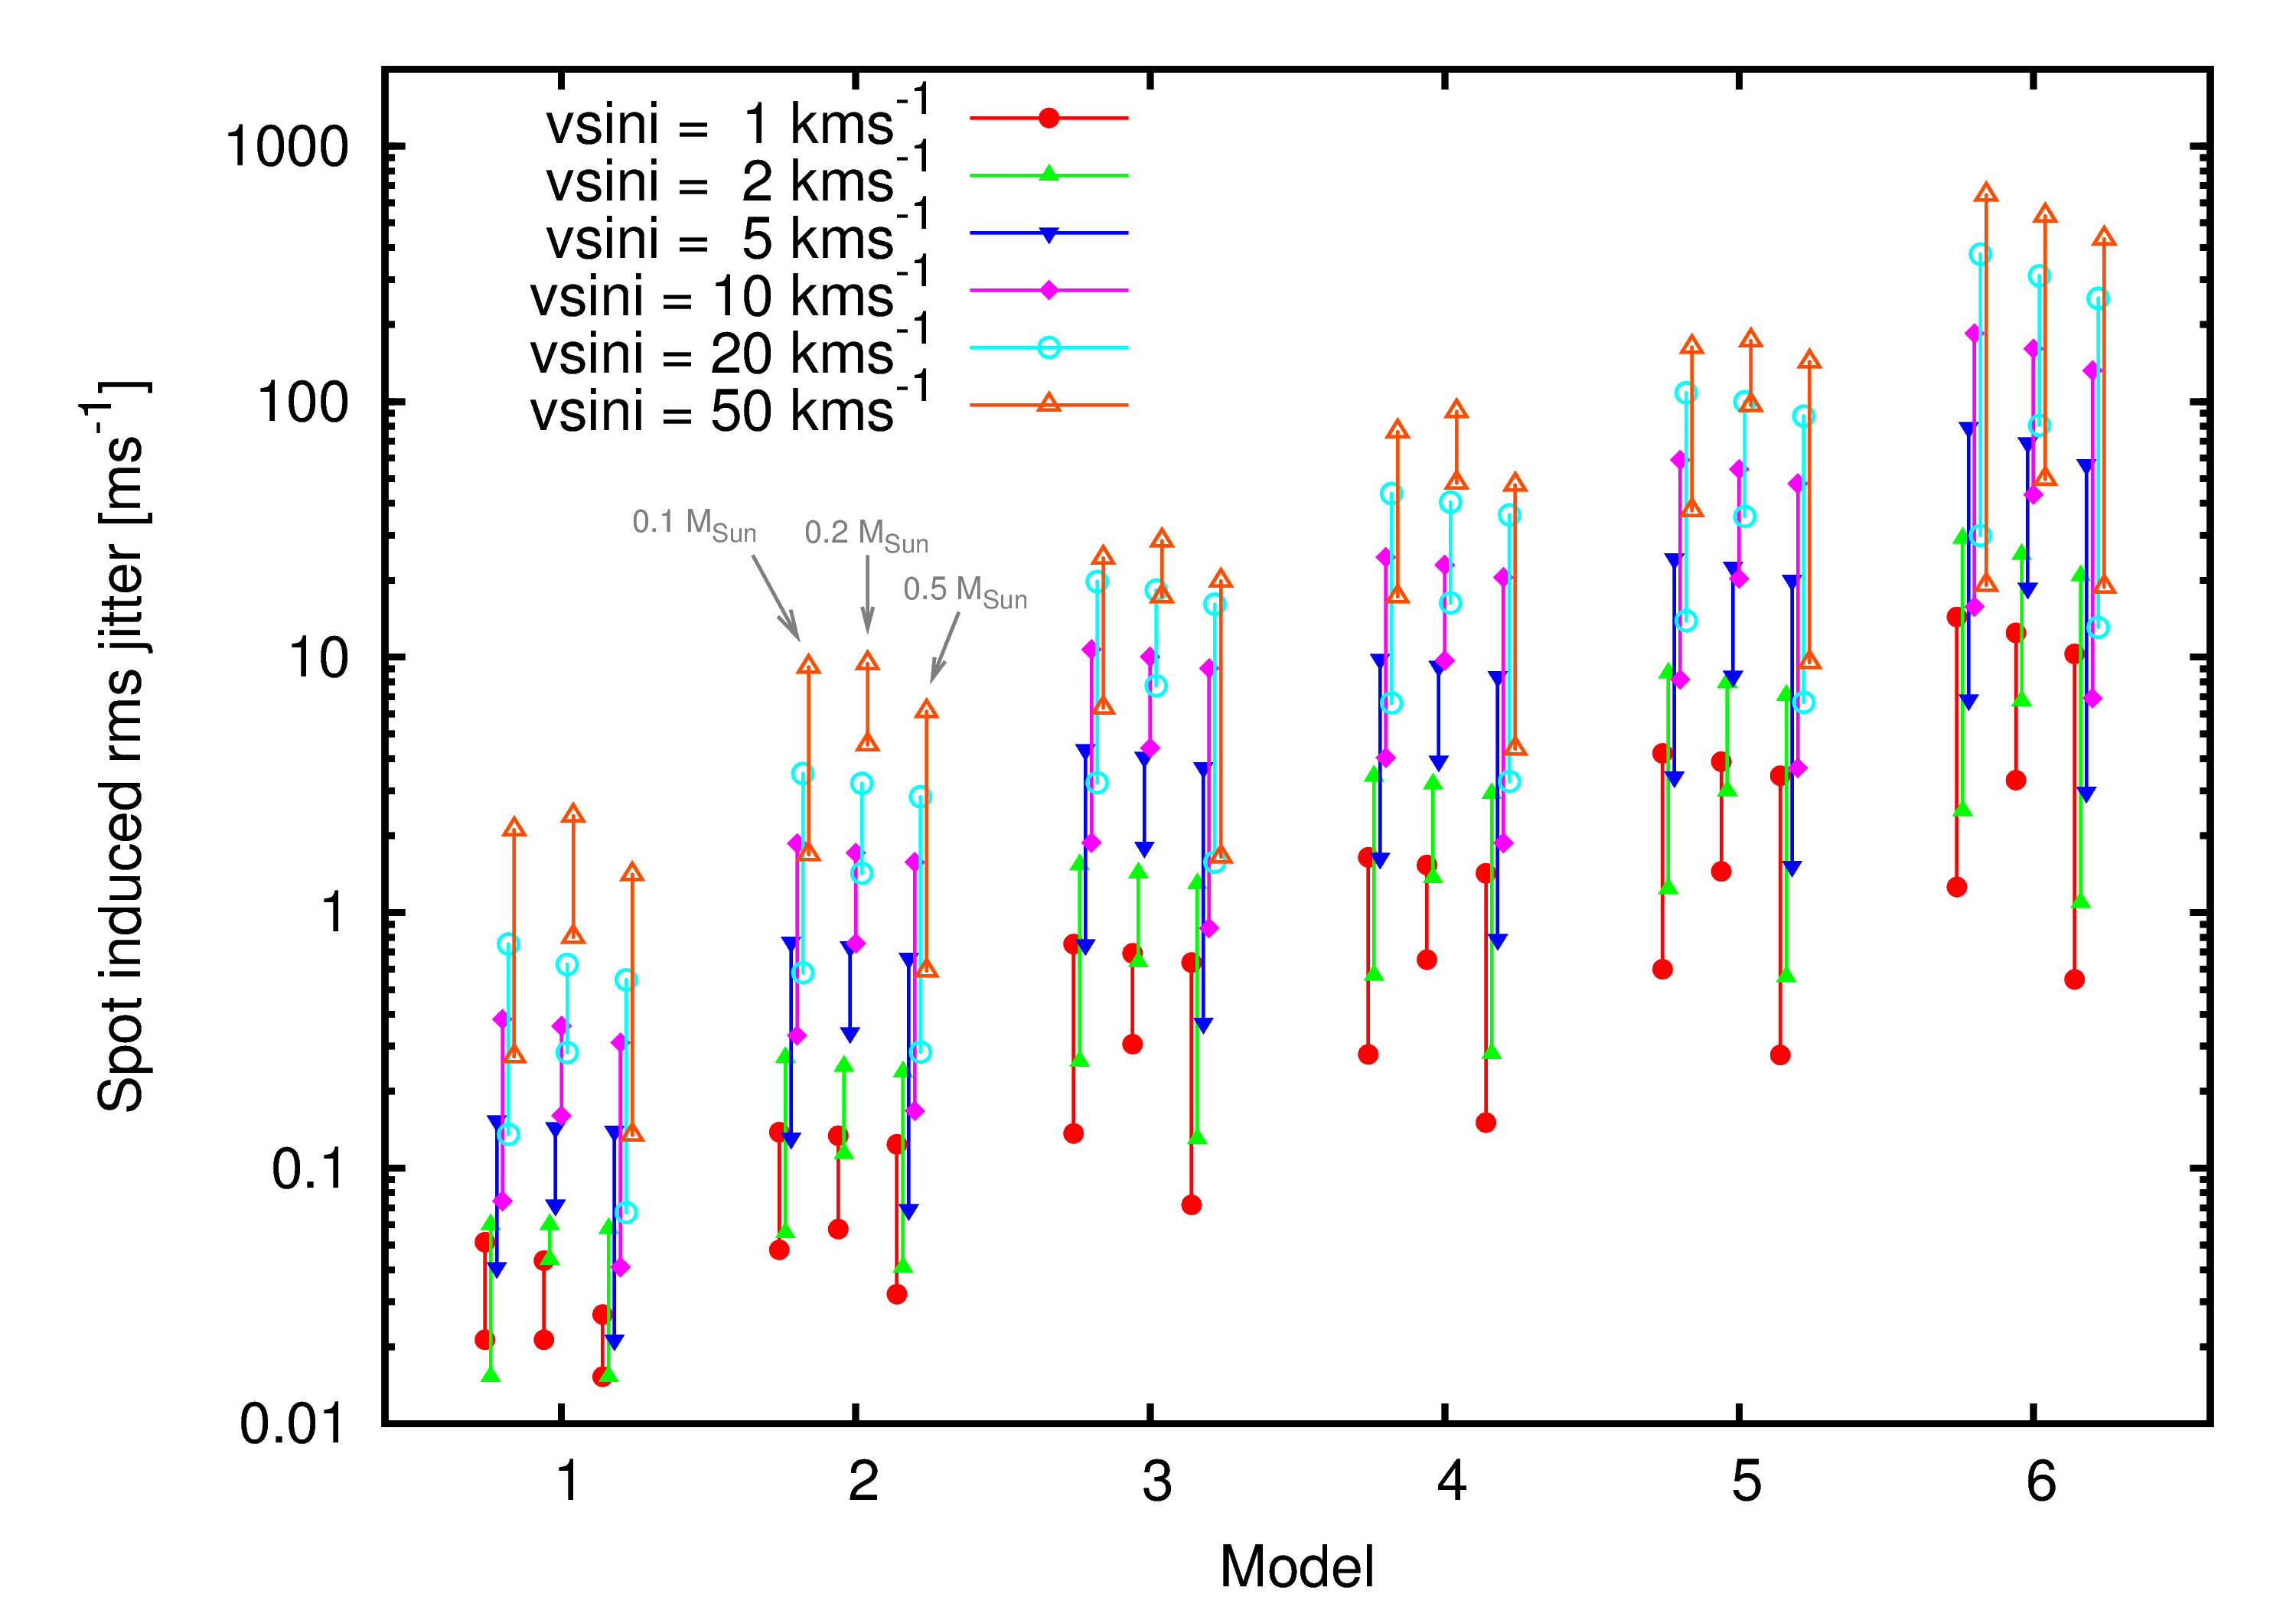 vsini = 1 kms-1
vsini = 2 kms-1
vsini = 5 kms-1
vsini = 10 kms-1
vsini = 20 kms-1
vsini = 50 kms-1
1000
100
10
1
0.1
0.01
Spot induced rms jitter [ms-1]
0.1 MSun
0.2 MSun
0.5 MSun
1 2 3 4 5 6
Model